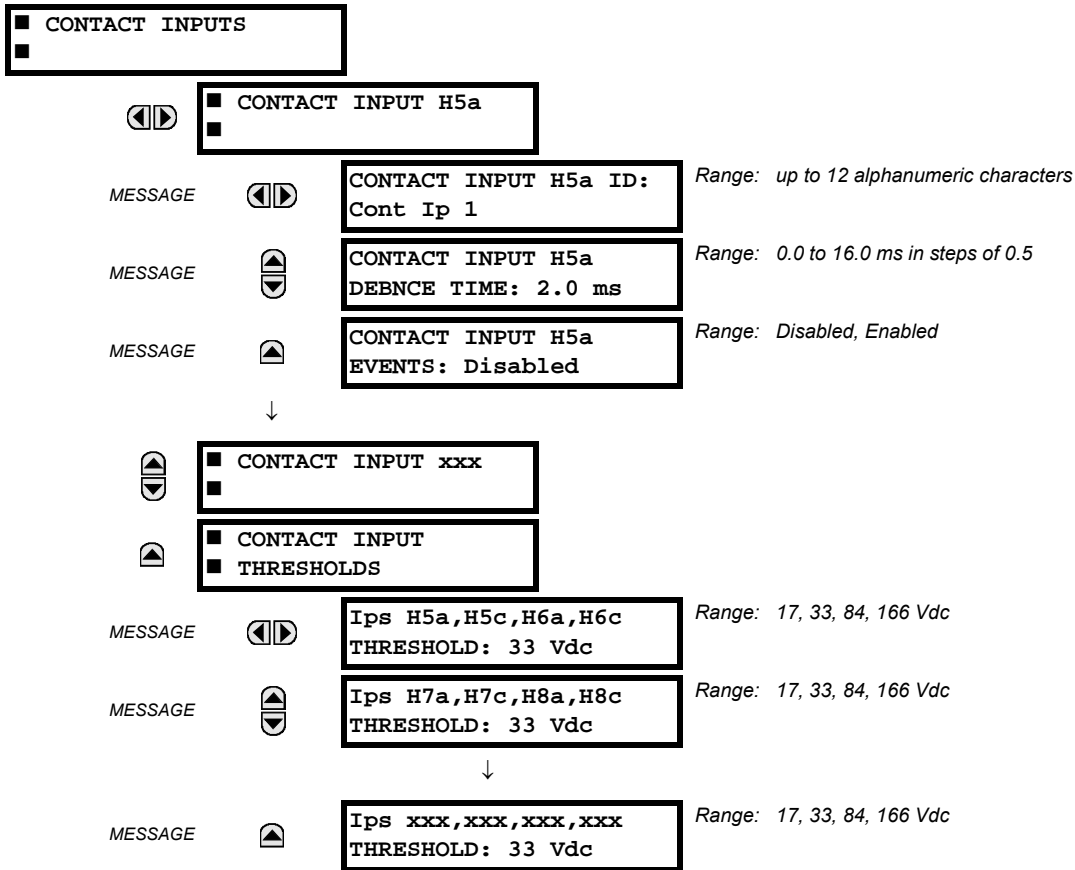 ■ CONTACT INPUTS
■
■ CONTACT INPUT H5a
■
MESSAGE
CONTACT INPUT H5a ID:
Cont Ip 1
Range: up to 12 alphanumeric characters
MESSAGE
CONTACT INPUT H5a
DEBNCE TIME: 2.0 ms
Range: 0.0 to 16.0 ms in steps of 0.5
MESSAGE
CONTACT INPUT H5a
EVENTS: Disabled
Range: Disabled, Enabled
↓
■ CONTACT INPUT xxx
■
■ CONTACT INPUT
■ THRESHOLDS
MESSAGE
Ips H5a,H5c,H6a,H6c
THRESHOLD: 33 Vdc
Range: 17, 33, 84, 166 Vdc
MESSAGE
Ips H7a,H7c,H8a,H8c
THRESHOLD: 33 Vdc
Range: 17, 33, 84, 166 Vdc
↓
MESSAGE
Ips xxx,xxx,xxx,xxx
THRESHOLD: 33 Vdc
Range: 17, 33, 84, 166 Vdc